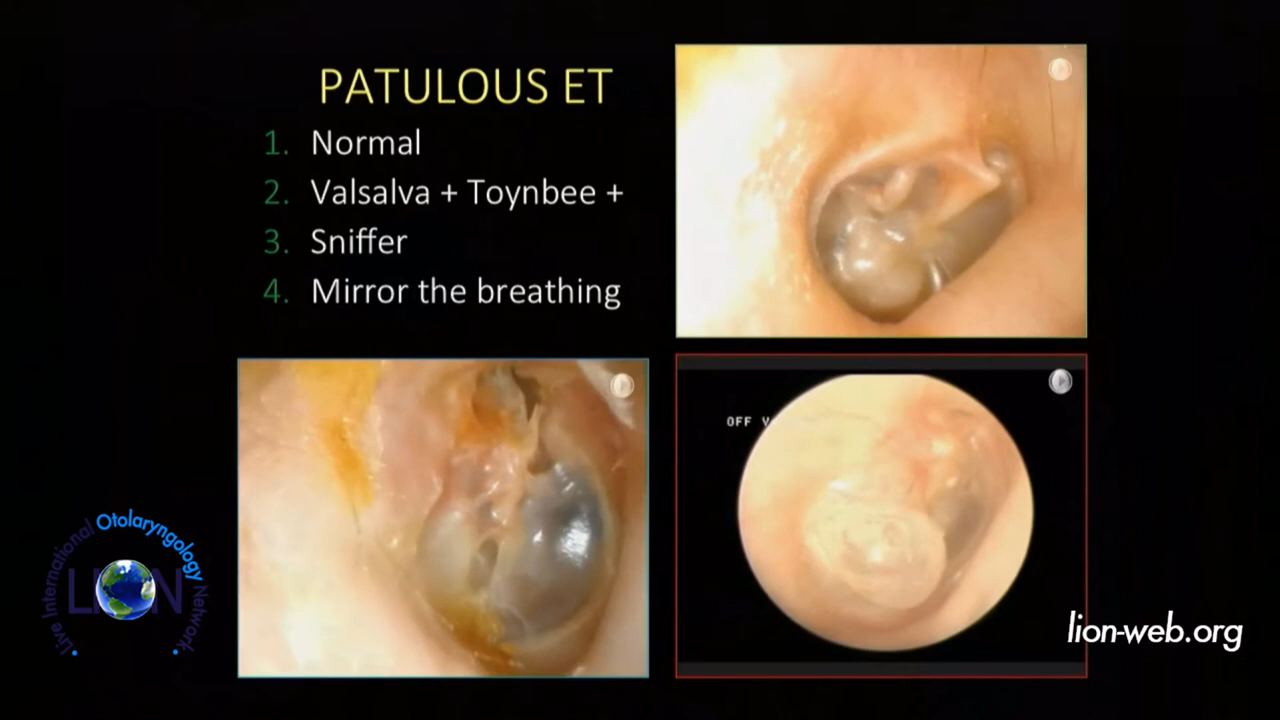 PATULOUS ET
1. Normal
2. Valsalva + Toynbee +
3. Sniffer
4. Mirror the breathing
OFF
Live International Otolaryngology Network
LION
lion-web.org